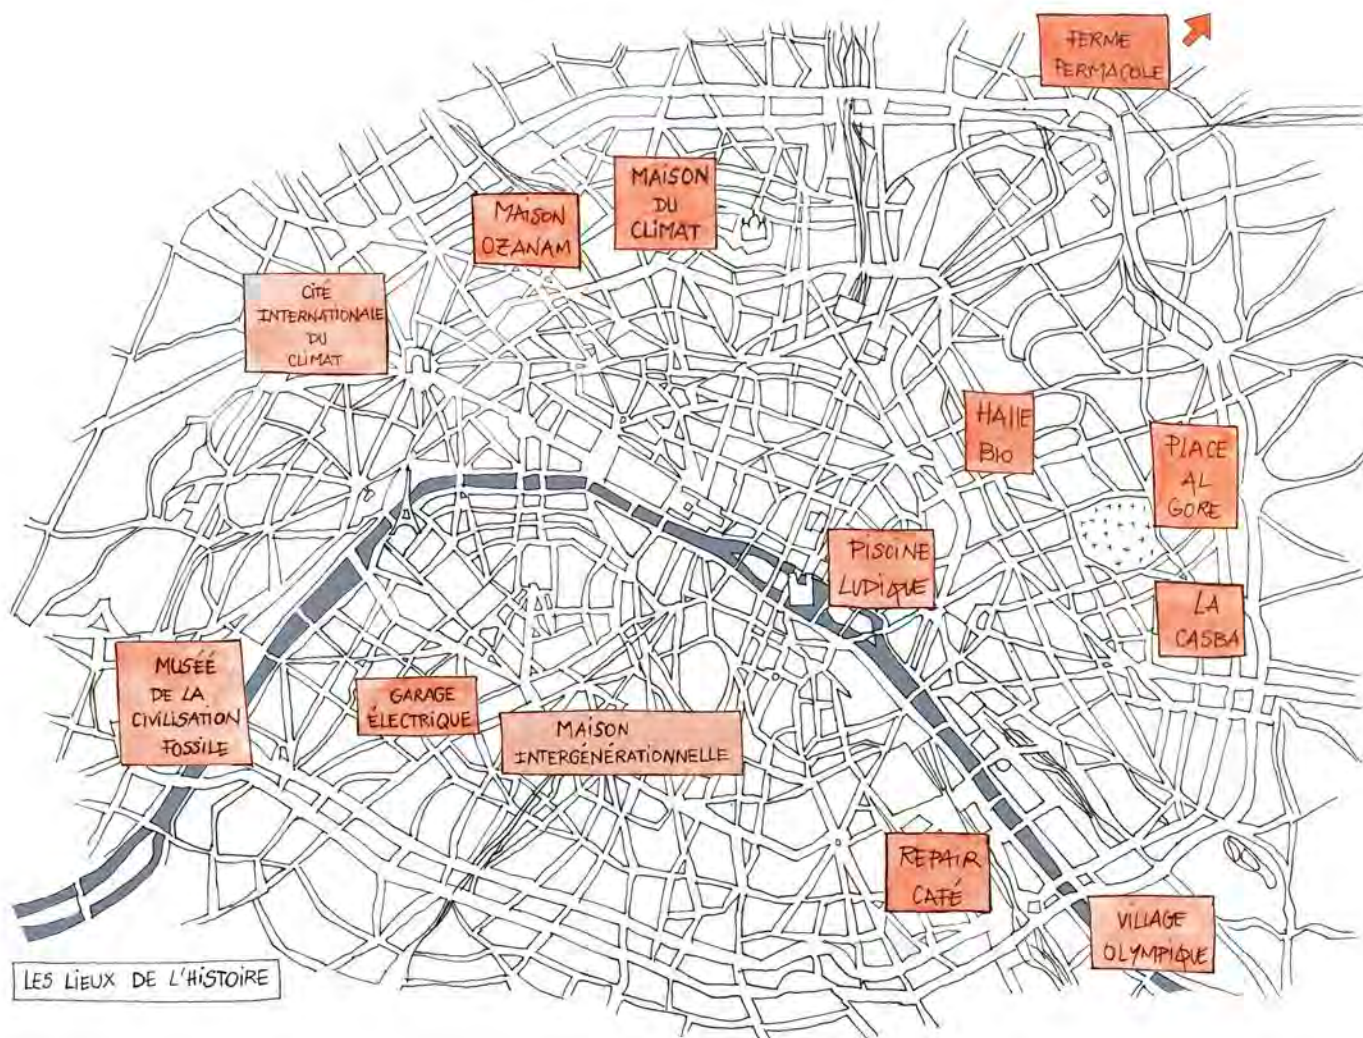 FERME
PERMACOLE
MAISON
DU
CLIMAT
MAISON
OZANAM
CITÉ
INTERNATIONALE
DU
CLIMAT
HALLE
BIO
PLACE
AL
GORE
PISCINE
LUDIQUE
LA
CASBA
MUSÉÉ
DE LA
CIVILISATION
FOSSILE
GARAGE
ÉLECTRIQUE
MAISON
INTERGÉNÉRATIONNELLE
REPAIR
CAFÉ
VILLAGE
OLYMPIQUE
LES LIEUX DE L'HISTOIRE